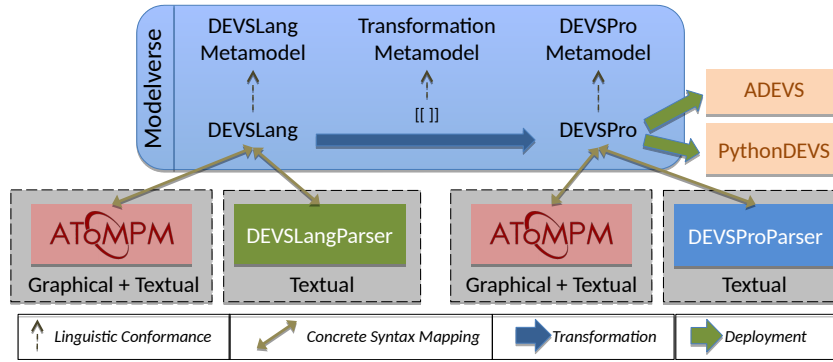 DEVSLang
Metamodel
Transformation
Metamodel
DEVSPro
Metamodel
Modelverse
[[ ]]
DEVSLang
DEVSPro
ADEVS
PythonDEVS
AToMPM
Graphical + Textual
DEVSLangParser
Textual
AToMPM
Graphical + Textual
DEVSProParser
Textual
Linguistic Conformance
Concrete Syntax Mapping
Transformation
Deployment